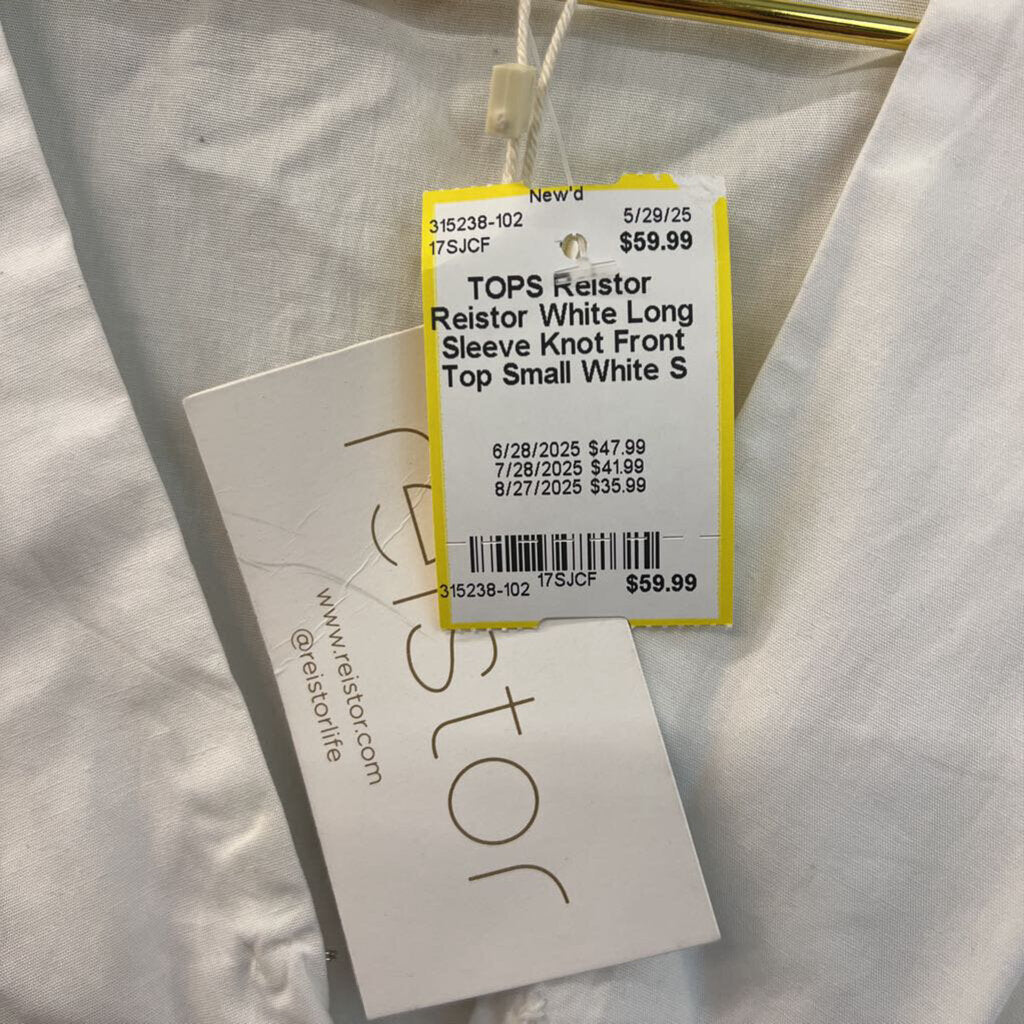 New'd
315238-102 5/29/25
17SJCF $59.99
TOPS Reistor
Reistor White Long
Sleeve Knot Front
Top Small White S
6/28/2025 $47.99
7/28/2025 $41.99
8/27/2025 $35.99
315238-102 17SJCF $59.99
reistor
www.reistor.com
@reistorlife